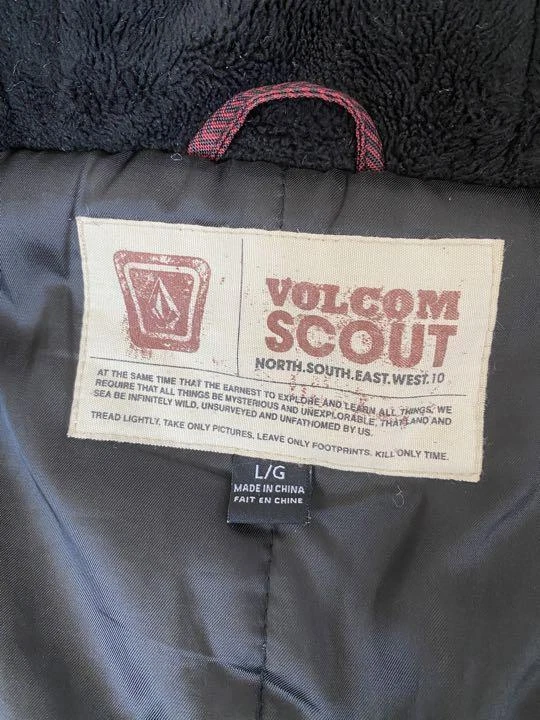 VOLCOM
SCOUT
NORTH.SOUTH.EAST.WEST.10
AT THE SAME TIME THAT THE EARNEST TO EXPLORE AND LEARN ALL THINGS, WE
REQUIRE THAT ALL THINGS BE MYSTERIOUS AND UNEXPLORABLE, THAT LAND AND
SEA BE INFINITELY WILD, UNSURVEYED AND UNFATHOMED BY US.
TREAD LIGHTLY. TAKE ONLY PICTURES. LEAVE ONLY FOOTPRINTS. KILL ONLY TIME.
L/G
MADE IN CHINA
FAIT EN CHINE